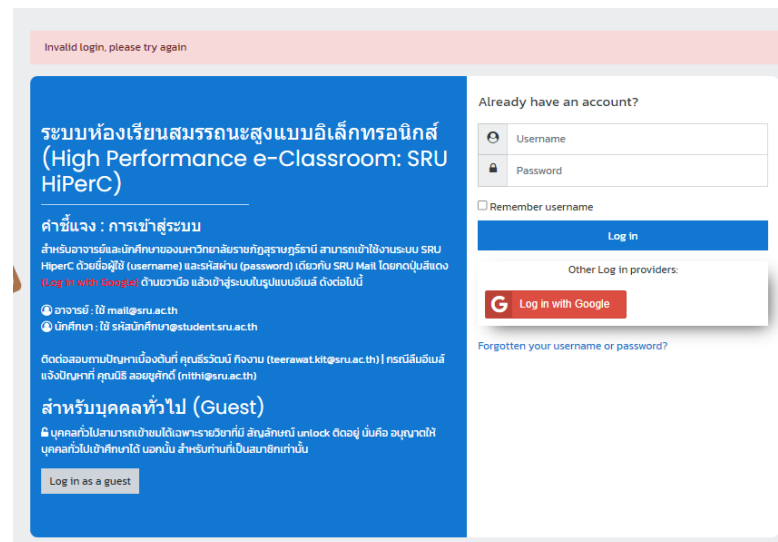 Invalid login, please try again
ระบบห้องเรียนสมรรถนะสูงแบบอิเล็กทรอนิกส์
(High Performance e-Classroom: SRU
HiPerC)
คำชี้แจง : การเข้าสู่ระบบ
สำหรับอาจารย์และนักศึกษาของมหาวิทยาลัยราชภัฏสุราษฎร์ธานี สามารถเข้าใช้งานระบบ SRU
HiperC ด้วยชื่อผู้ใช้ (username) และรหัสผ่าน (password) เดียวกับ SRU Mail โดยกดปุ่มสีแดง
(Log in with Google) ด้านขวามือ แล้วเข้าสู่ระบบในรูปแบบอีเมล์ ดังต่อไปนี้
อาจารย์ : ใช้ mail@sru.ac.th
นักศึกษา : ใช้ รหัสนักศึกษา@student.sru.ac.th
ติดต่อสอบถามปัญหาเบื้องต้นที่ คุณธีรวัฒน์ กิจงาม (teerawat.kit@sru.ac.th) | กรณีลืมอีเมล์
แจ้งปัญหาที่ คุณนิธิ ลอยชูศักดิ์ (nithi@sru.ac.th)
สำหรับบุคคลทั่วไป (Guest)
บุคคลทั่วไปสามารถเข้าชมได้เฉพาะรายวิชาที่มี สัญลักษณ์ unlock ติดอยู่ นั่นคือ อนุญาตให้
บุคคลทั่วไปเข้าศึกษาได้ นอกนั้น สำหรับท่านที่เป็นสมาชิกเท่านั้น
Log in as a guest
Already have an account?
Username
Password
Remember username
Log in
Other Log in providers:
G Log in with Google
Forgotten your username or password?